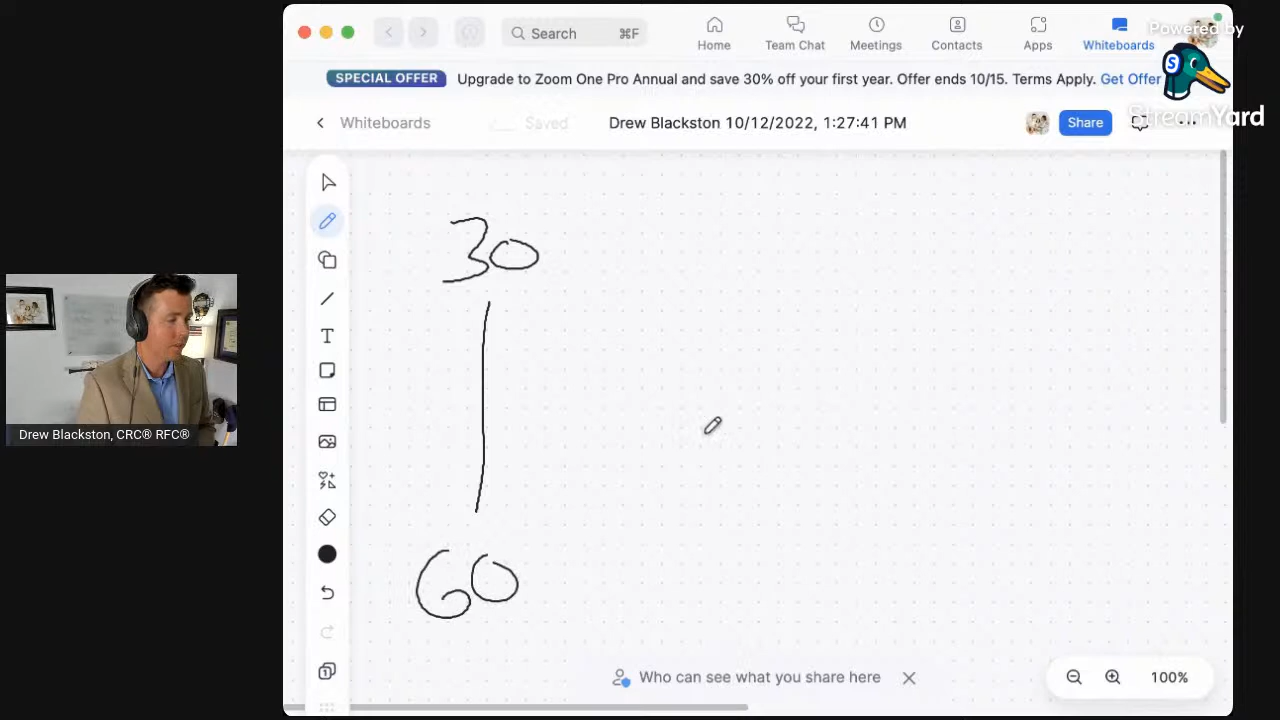 Search ⌘F
Home
Team Chat
Meetings
Contacts
Apps
Whiteboards
Powered by
StreamYard
SPECIAL OFFER Upgrade to Zoom One Pro Annual and save 30% off your first year. Offer ends 10/15. Terms Apply. Get Offer
Whiteboards
Saved
Drew Blackston 10/12/2022, 1:27:41 PM
Share
30
60
Drew Blackston, CRC® RFC®
Who can see what you share here
100%